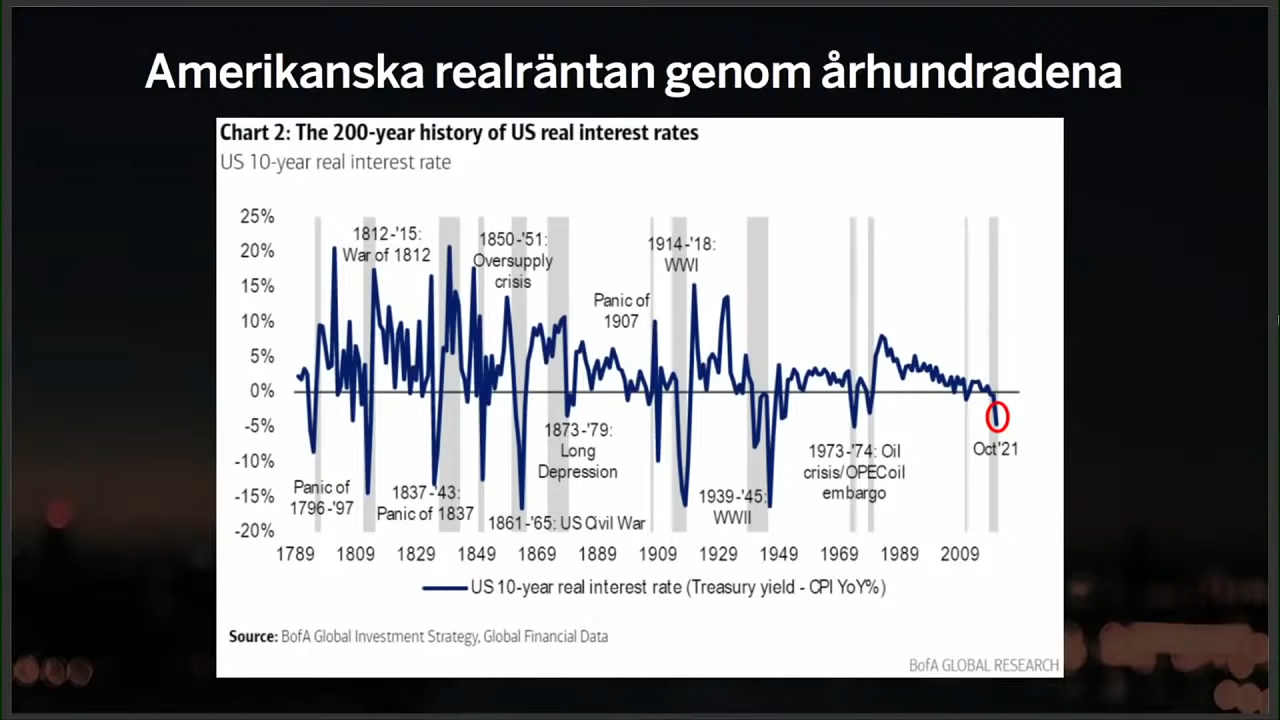 Amerikanska realräntan genom århundradena
Chart 2: The 200-year history of US real interest rates
US 10-year real interest rate
25%
20%
15%
10%
5%
0%
-5%
-10%
-15%
-20%
1812-'15:
War of 1812
1850-'51:
Oversupply
crisis
1914-'18:
WWI
Panic of
1907
1873-'79:
Long
Depression
Panic of
1796-'97
1837-'43:
Panic of 1837
1861-'65: US Civil War
1939-'45:
WWII
1973-'74: Oil
crisis/OPEC oil
embargo
Oct'21
1789 1809 1829 1849 1869 1889 1909 1929 1949 1969 1989 2009
US 10-year real interest rate (Treasury yield - CPI YoY%)
Source: BofA Global Investment Strategy, Global Financial Data
BofA GLOBAL RESEARCH